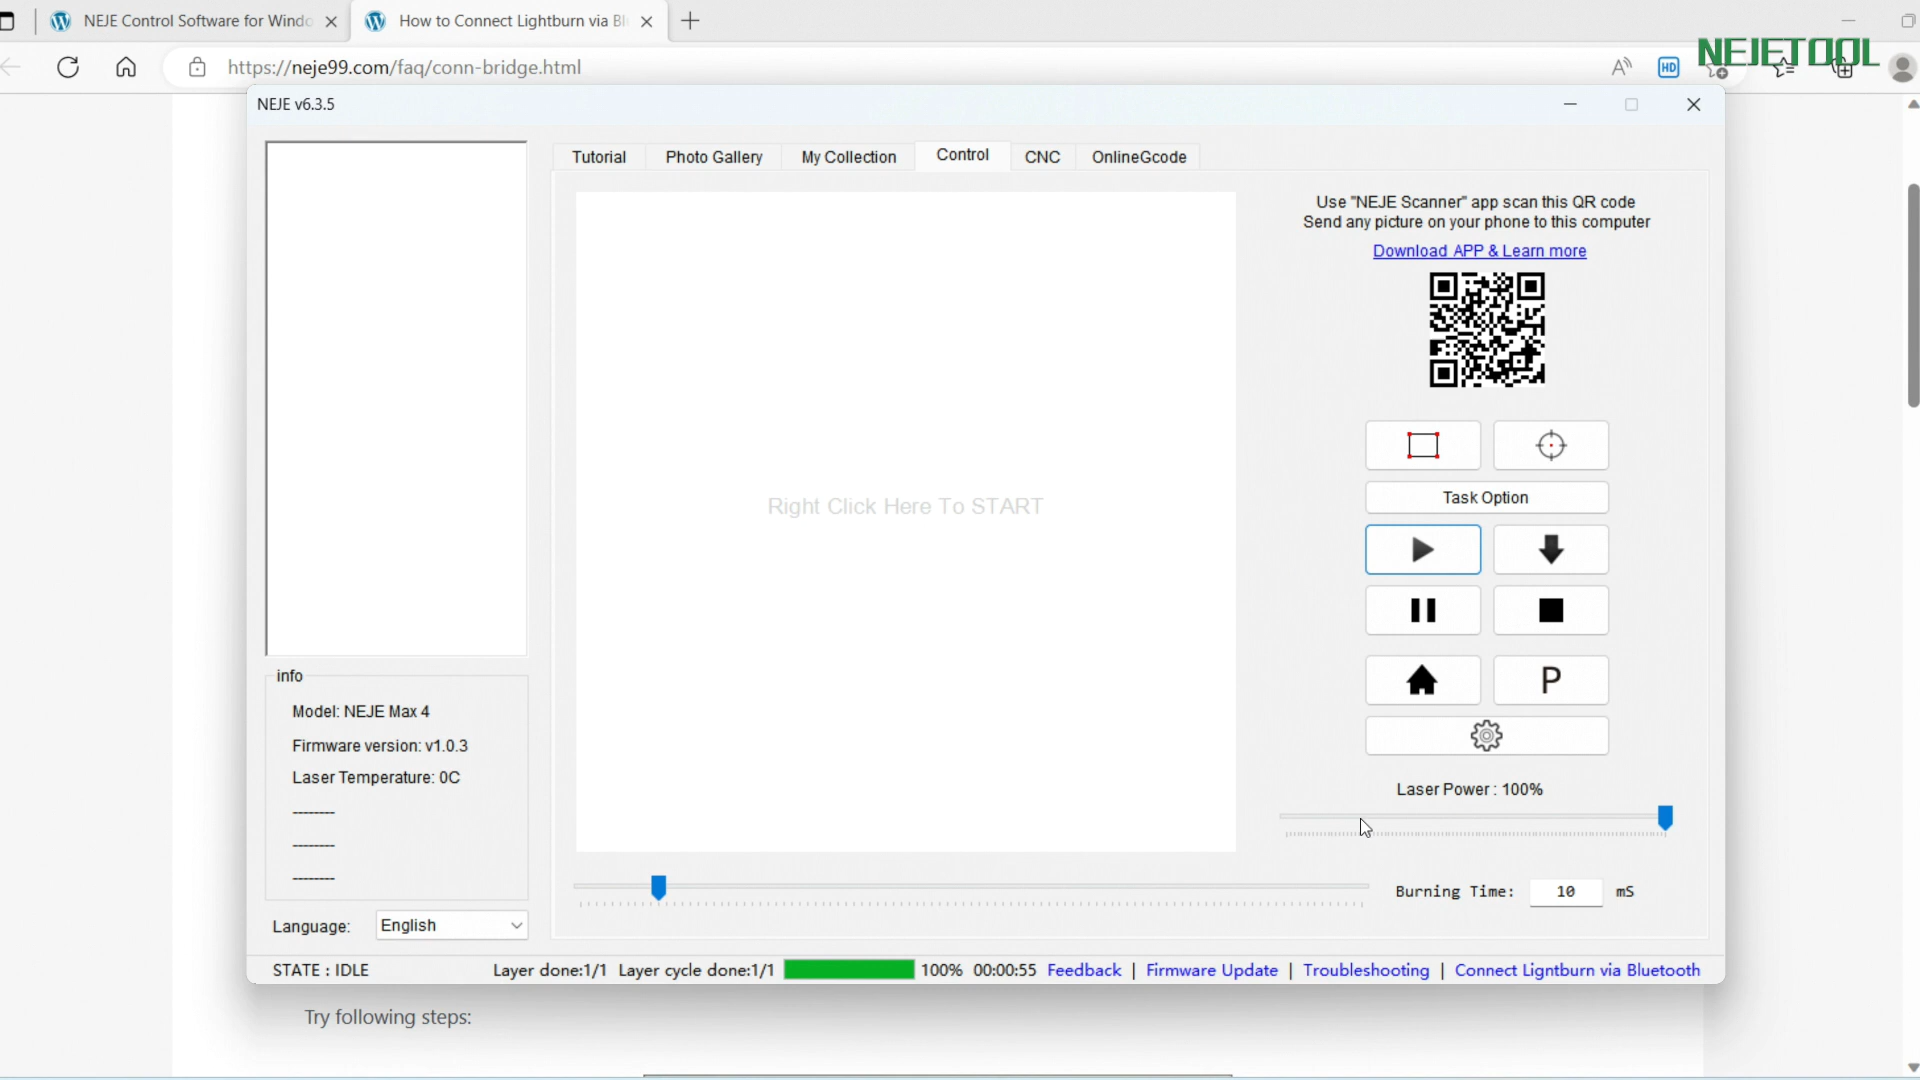 NEJE Control Software for Windo
How to Connect Lightburn via Bl
https://neje99.com/faq/conn-bridge.html
HD
NEJETOOL
NEJE v6.3.5
Tutorial
Photo Gallery
My Collection
Control
CNC
OnlineGcode
Use "NEJE Scanner" app scan this QR code
Send any picture on your phone to this computer
Download APP & Learn more
Task Option
Right Click Here To START
P
info
Model: NEJE Max 4
Firmware version: v1.0.3
Laser Temperature: 0C
--------
--------
--------
Laser Power : 100%
Burning Time: 10 mS
Language: English
STATE : IDLE
Layer done:1/1 Layer cycle done:1/1 100% 00:00:55 Feedback | Firmware Update | Troubleshooting | Connect Ligntburn via Bluetooth
Try following steps: